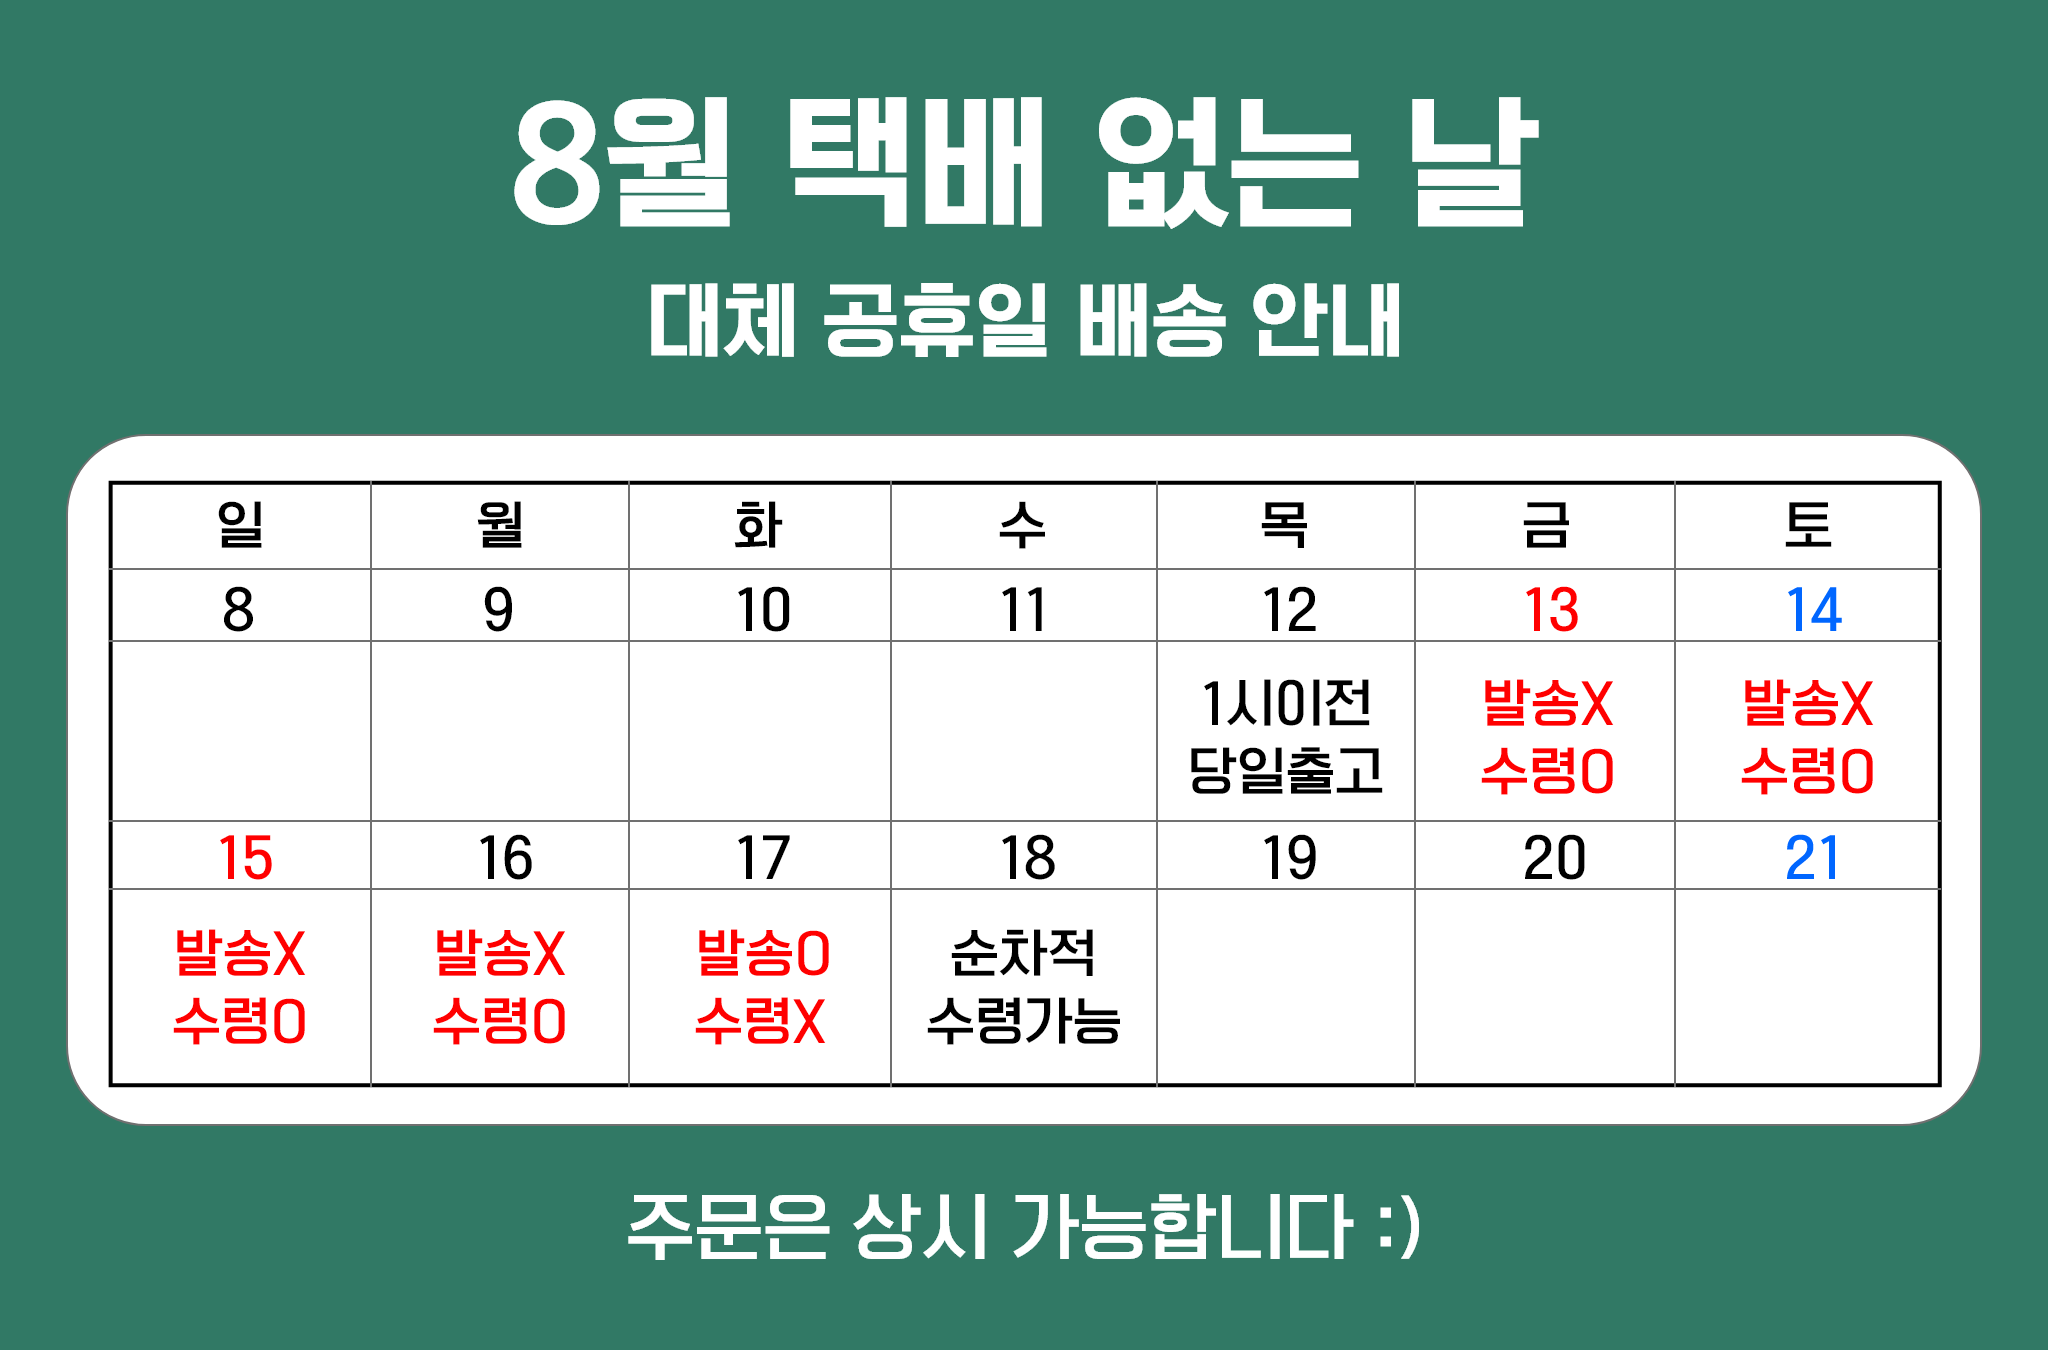 8월 택배 없는 날
대체 공휴일 배송 안내
일 월 화 수 목 금 토
8 9 10 11 12 13 14
1시이전 발송X 발송X
당일출고 수령O 수령O
15 16 17 18 19 20 21
발송X 발송X 발송O 순차적
수령O 수령O 수령X 수령가능
주문은 상시 가능합니다 :)